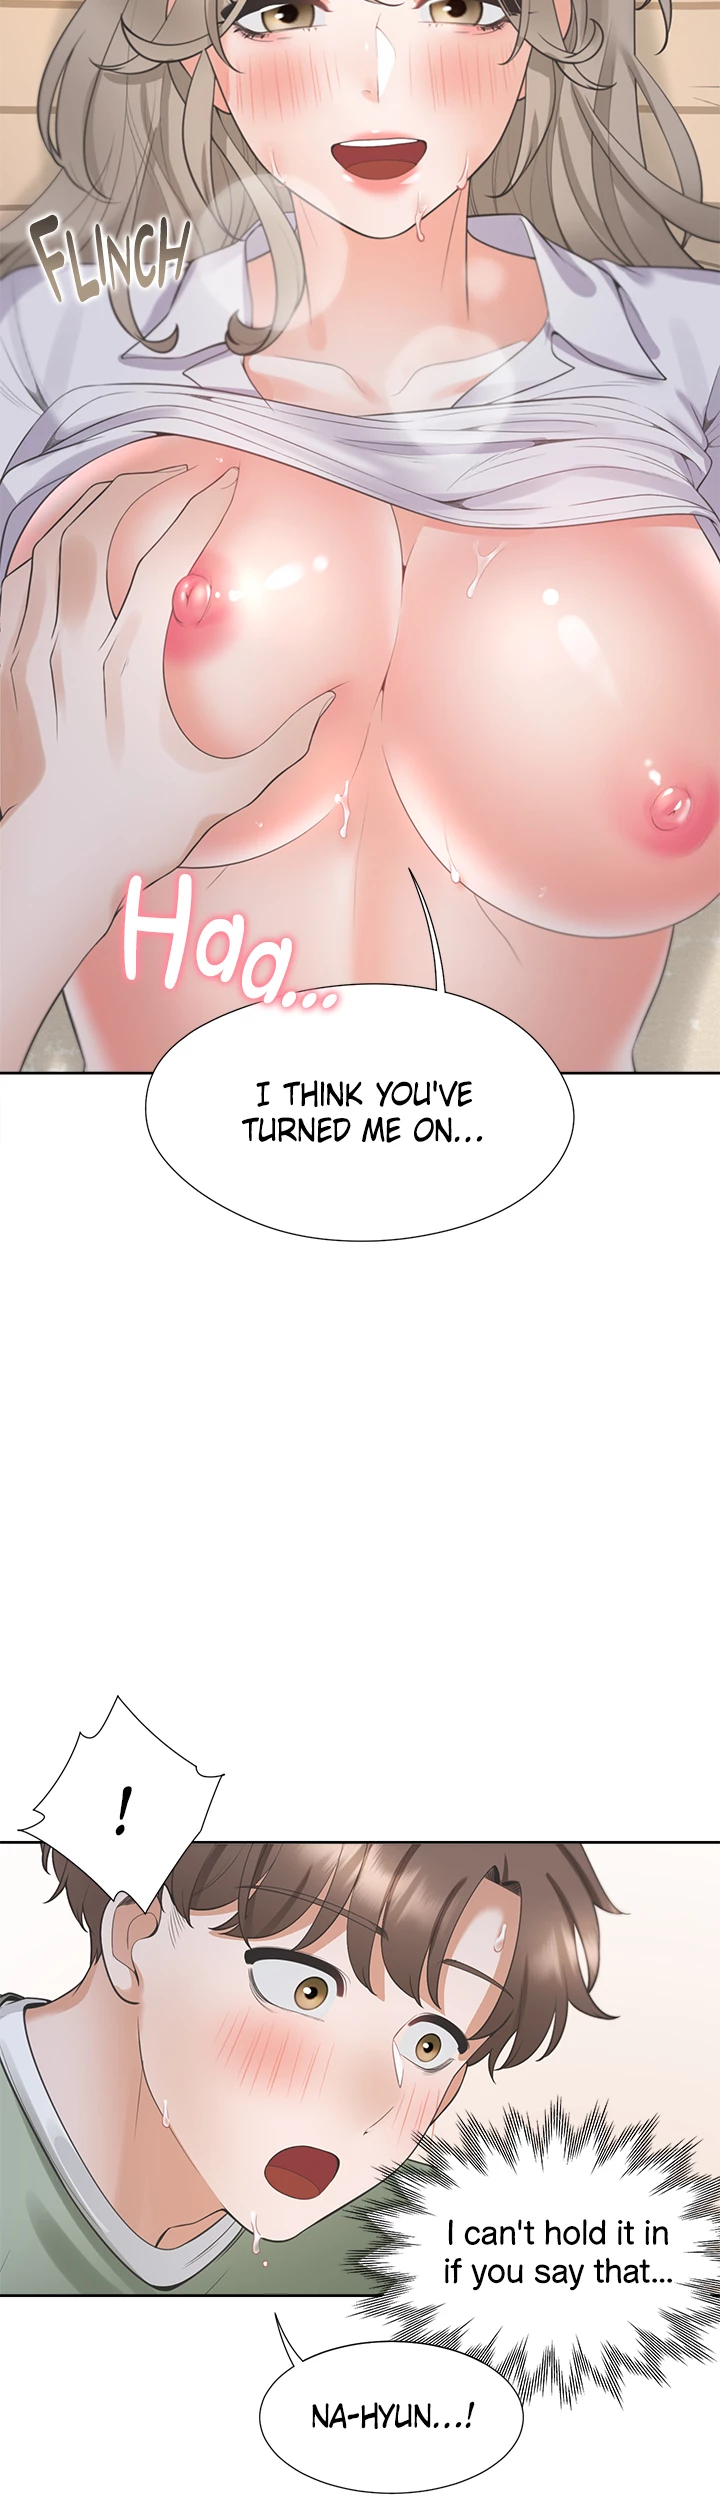 FLINCH
Haa...
I THINK YOU'VE
TURNED ME ON...
!
I can't hold it in
if you say that...
NA-HYUN...!